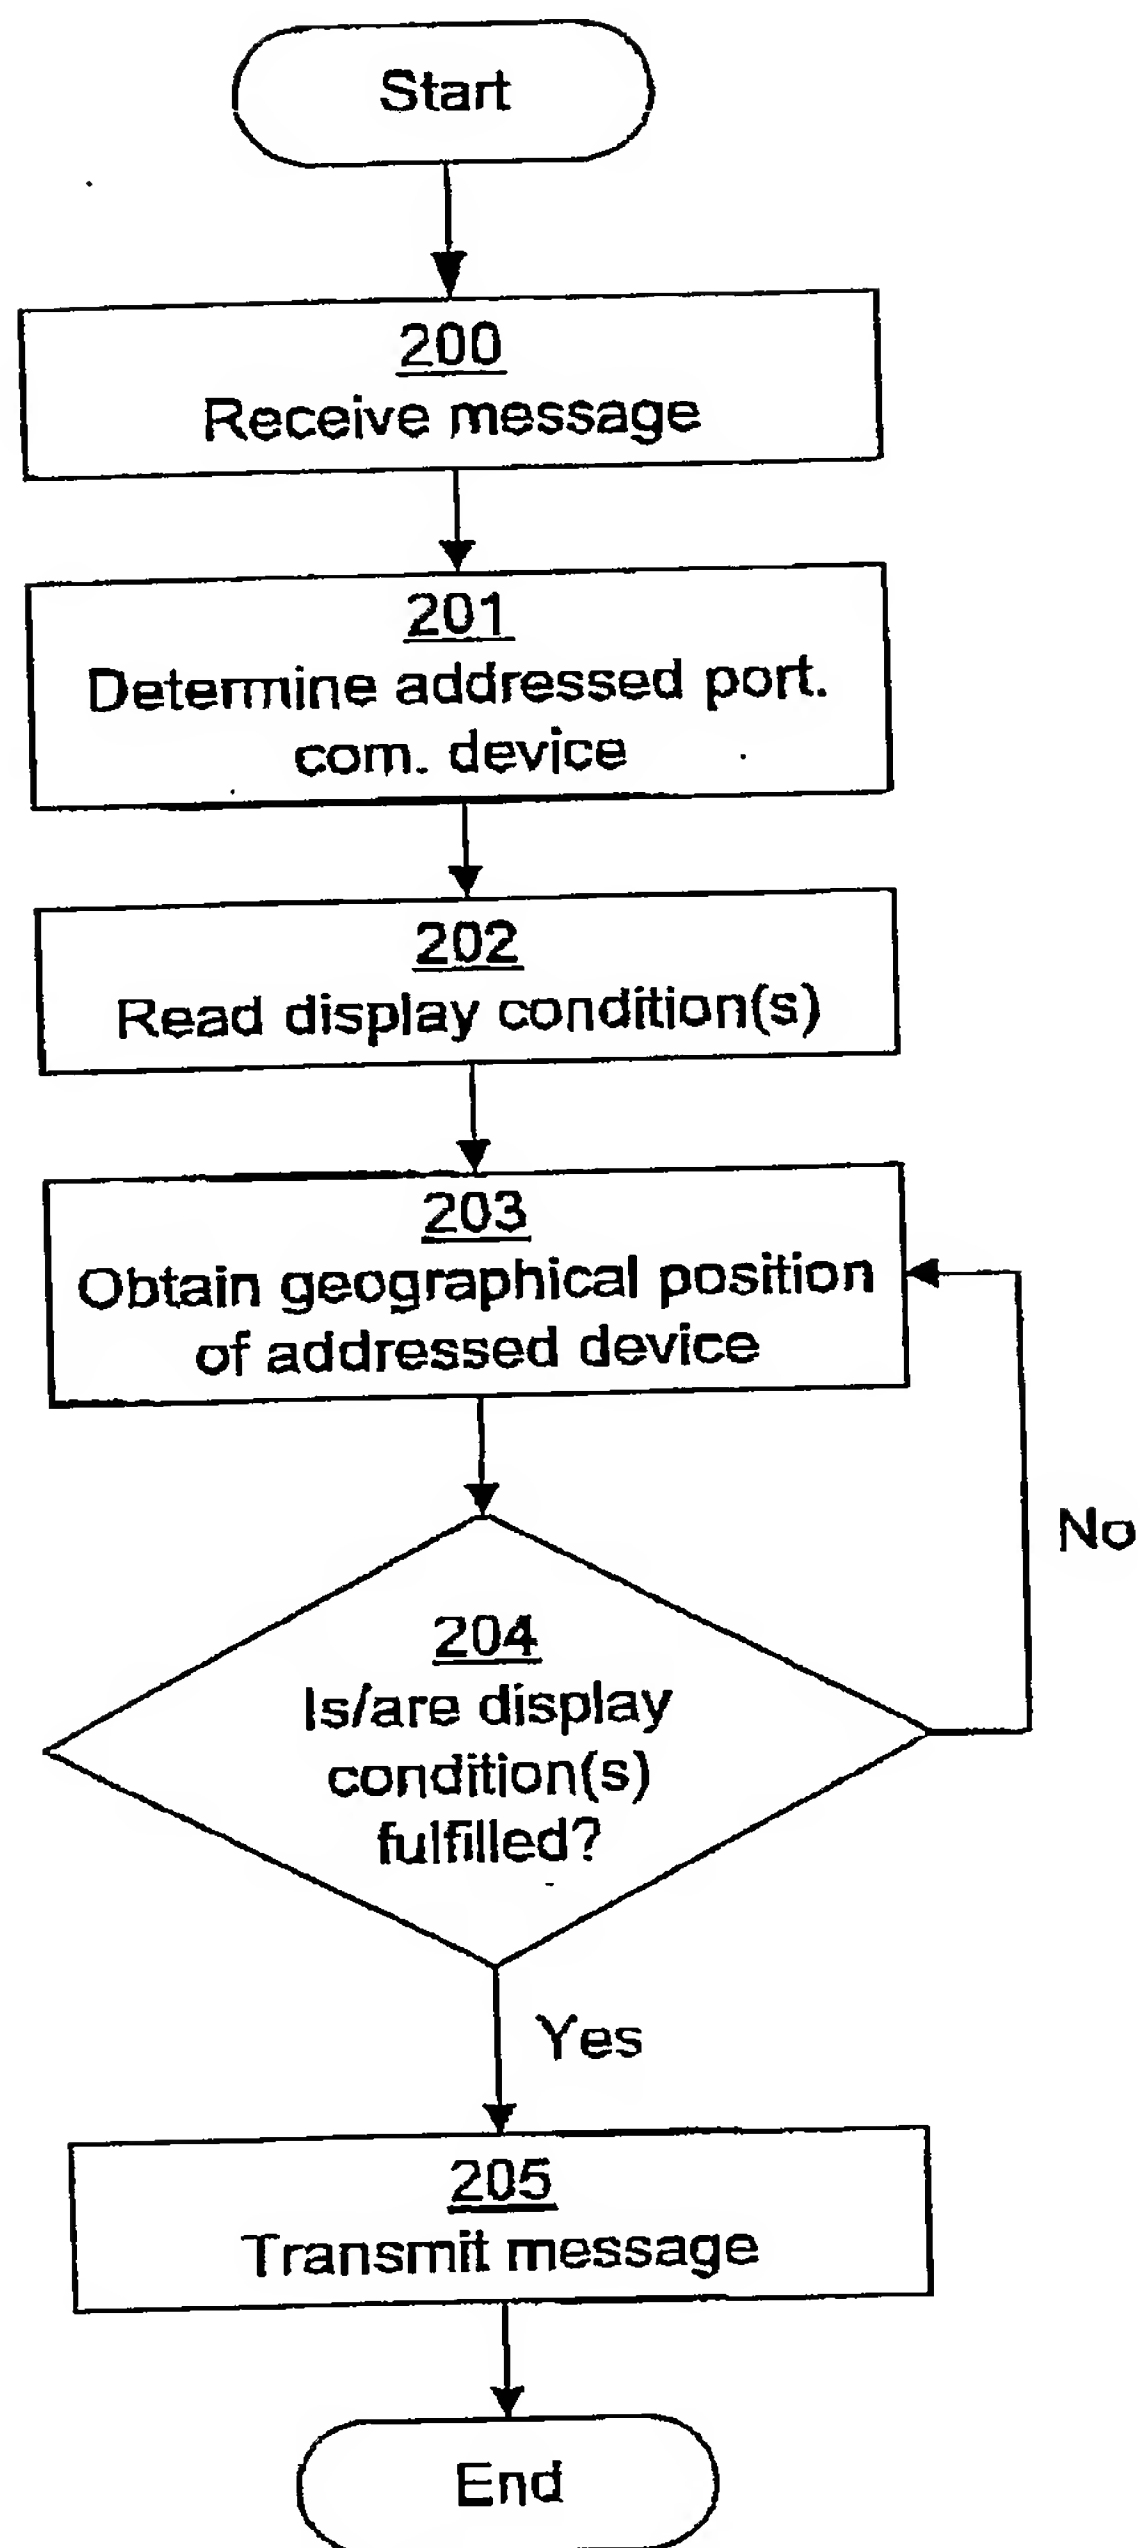 Start
200
Receive message
201
Determine addressed port.
com. device
202
Read display condition(s)
203
Obtain geographical position
of addressed device
No
204
Is/are display
condition(s)
fulfilled?
Yes
205
Transmit message
End